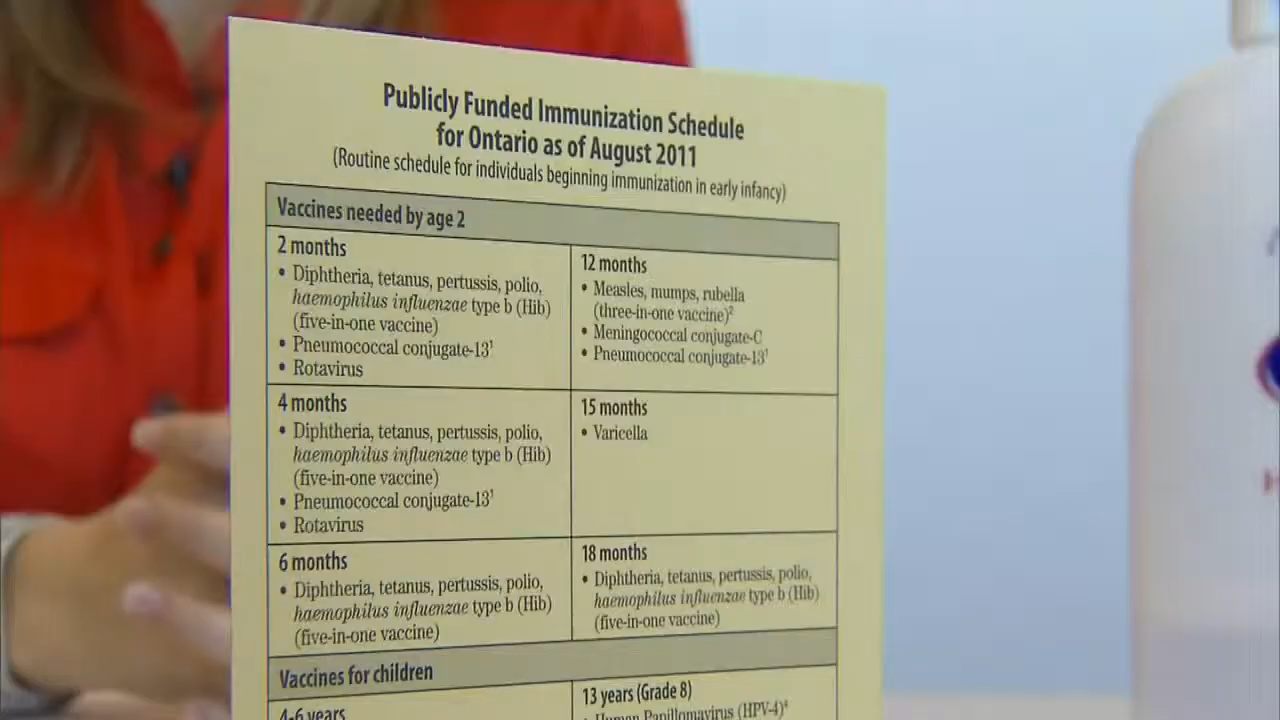 Publicly Funded Immunization Schedule
for Ontario as of August 2011
(Routine schedule for individuals beginning immunization in early infancy)
Vaccines needed by age 2
2 months
• Diphtheria, tetanus, pertussis, polio,
haemophilus influenzae type b (Hib)
(five-in-one vaccine)
• Pneumococcal conjugate-13¹
• Rotavirus
12 months
• Measles, mumps, rubella
(three-in-one vaccine)²
• Meningococcal conjugate-C
• Pneumococcal conjugate-13¹
4 months
• Diphtheria, tetanus, pertussis, polio,
haemophilus influenzae type b (Hib)
(five-in-one vaccine)
• Pneumococcal conjugate-13¹
• Rotavirus
15 months
• Varicella
6 months
• Diphtheria, tetanus, pertussis, polio,
haemophilus influenzae type b (Hib)
(five-in-one vaccine)
18 months
• Diphtheria, tetanus, pertussis, polio,
haemophilus influenzae type b (Hib)
(five-in-one vaccine)
Vaccines for children
4-6 years
13 years (Grade 8)
• Human Papillomavirus (HPV-4)⁴